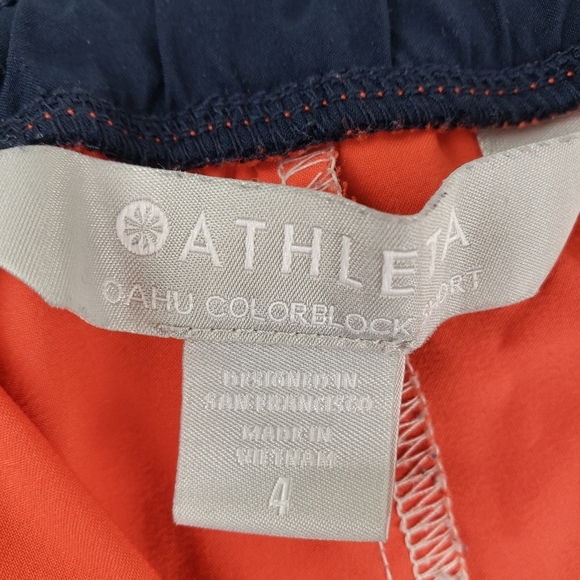 ATHLETA
OAHU COLORBLOCK SHORT
DESIGNED IN
SAN FRANCISCO
MADE IN
VIETNAM
4